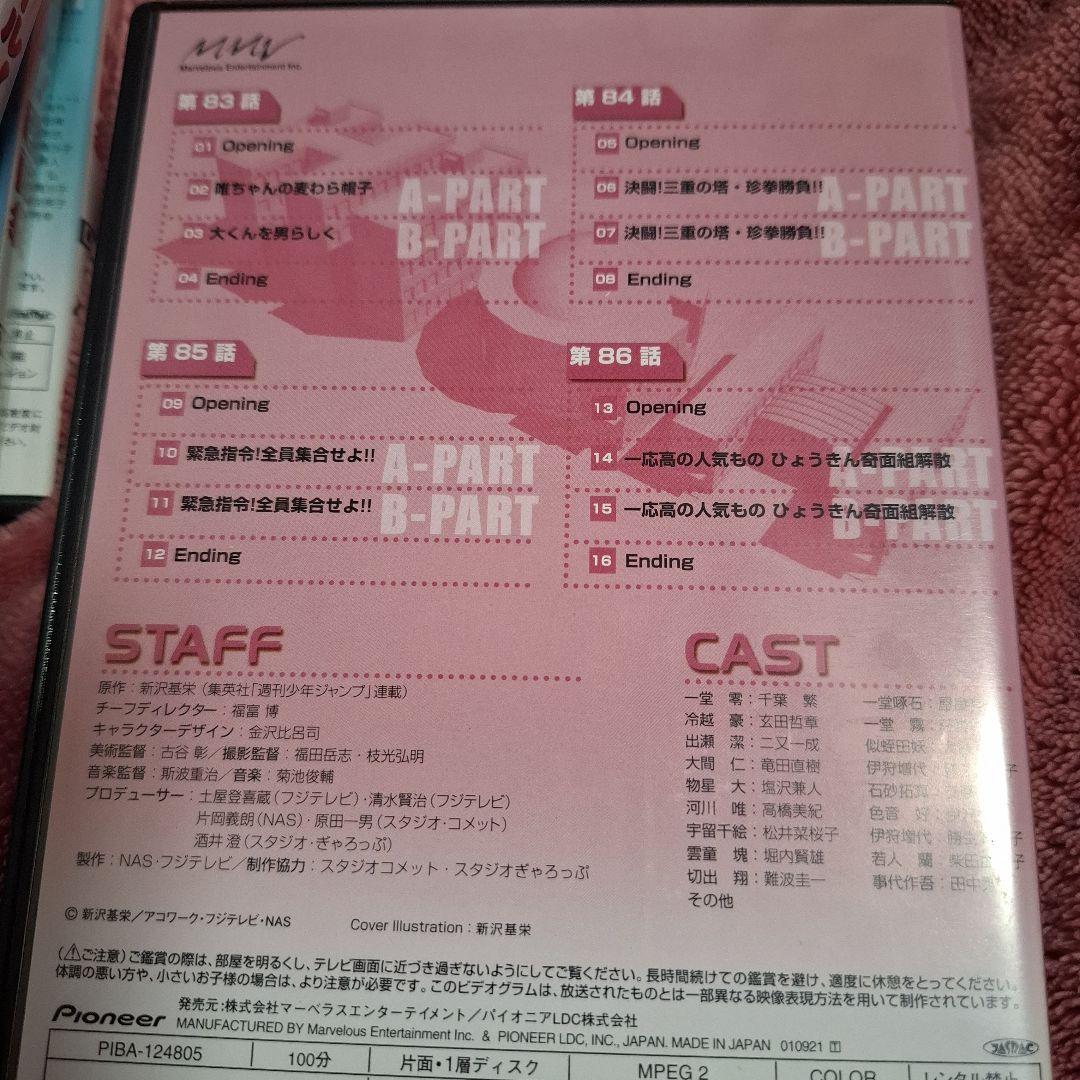 MMV
Marvelous Entertainment Inc.
第 83 話
01 Opening
02 唯ちゃんの麦わら帽子
A-PART
03 大くんを男らしく
B-PART
04 Ending
第 84 話
05 Opening
06 決闘!三重の塔・珍拳勝負!!
A-PART
07 決闘!三重の塔・珍拳勝負!!
B-PART
08 Ending
第 85 話
09 Opening
10 緊急指令!全員集合せよ!!
A-PART
11 緊急指令!全員集合せよ!!
B-PART
12 Ending
第 86 話
13 Opening
14 一応高の人気もの ひょうきん奇面組解散
A-PART
15 一応高の人気もの ひょうきん奇面組解散
B-PART
16 Ending
STAFF
原作：新沢基栄（集英社「週刊少年ジャンプ」連載）
チーフディレクター：福富 博
キャラクターデザイン：金沢比呂司
美術監督：古谷 彰／撮影監督：福田岳志・枝光弘明
音楽監督：斯波重治／音楽：菊池俊輔
プロデューサー：土屋登喜蔵（フジテレビ）・清水賢治（フジテレビ）
片岡義朗（NAS）・原田一男（スタジオ・コメット）
酒井 澄（スタジオ・ぎゃろっぷ）
製作：NAS・フジテレビ／制作協力：スタジオコメット・スタジオぎゃろっぷ
CAST
一堂 零：千葉 繁
冷越 豪：玄田哲章
出瀬 潔：二又一成
大間 仁：竜田直樹
物星 大：塩沢兼人
河川 唯：高橋美紀
宇留千絵：松井菜桜子
雲童 塊：堀内賢雄
切出 翔：難波圭一
その他
一堂啄石：
一堂 霧：
似蛭田妖
伊狩増代
石砂拓真
色音 好：
伊狩増代：勝生 子
若人 蘭：柴田 子
事代作吾：田中
© 新沢基栄／アコワーク・フジテレビ・NAS
Cover Illustration：新沢基栄
（⚠ご注意）ご鑑賞の際は、部屋を明るくし、テレビ画面に近づき過ぎないようにしてご覧ください。長時間続けての鑑賞を避け、適度に休憩をとってください。
体調の悪い方や、小さいお子様の場合は、より注意が必要です。このビデオグラムは、放送されたものとは一部異なる映像表現方法を用いて制作されています。
Pioneer
発売元：株式会社マーベラスエンターテイメント／パイオニアLDC株式会社
MANUFACTURED BY Marvelous Entertainment Inc. & PIONEER LDC, INC., JAPAN. MADE IN JAPAN 010921
JASRAC
PIBA-124805
100分
片面・1層ディスク
MPEG 2
COLOR
レンタル禁止